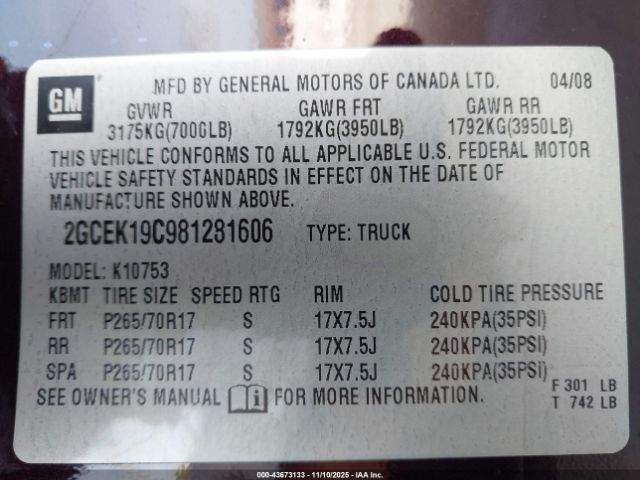 GM
MFD BY GENERAL MOTORS OF CANADA LTD. 04/08
GVWR GAWR FRT GAWR RR
3175KG(7000LB) 1792KG(3950LB) 1792KG(3950LB)
THIS VEHICLE CONFORMS TO ALL APPLICABLE U.S. FEDERAL MOTOR
VEHICLE SAFETY STANDARDS IN EFFECT ON THE DATE OF
MANUFACTURE SHOWN ABOVE.
2GCEK19C981281606 TYPE: TRUCK
MODEL: K10753
KBMT TIRE SIZE SPEED RTG RIM COLD TIRE PRESSURE
FRT P265/70R17 S 17X7.5J 240KPA(35PSI)
RR P265/70R17 S 17X7.5J 240KPA(35PSI)
SPA P265/70R17 S 17X7.5J 240KPA(35PSI)
SEE OWNER'S MANUAL FOR MORE INFORMATION.
F 301 LB
T 742 LB
000-43673133 - 11/10/2025 - IAA Inc.